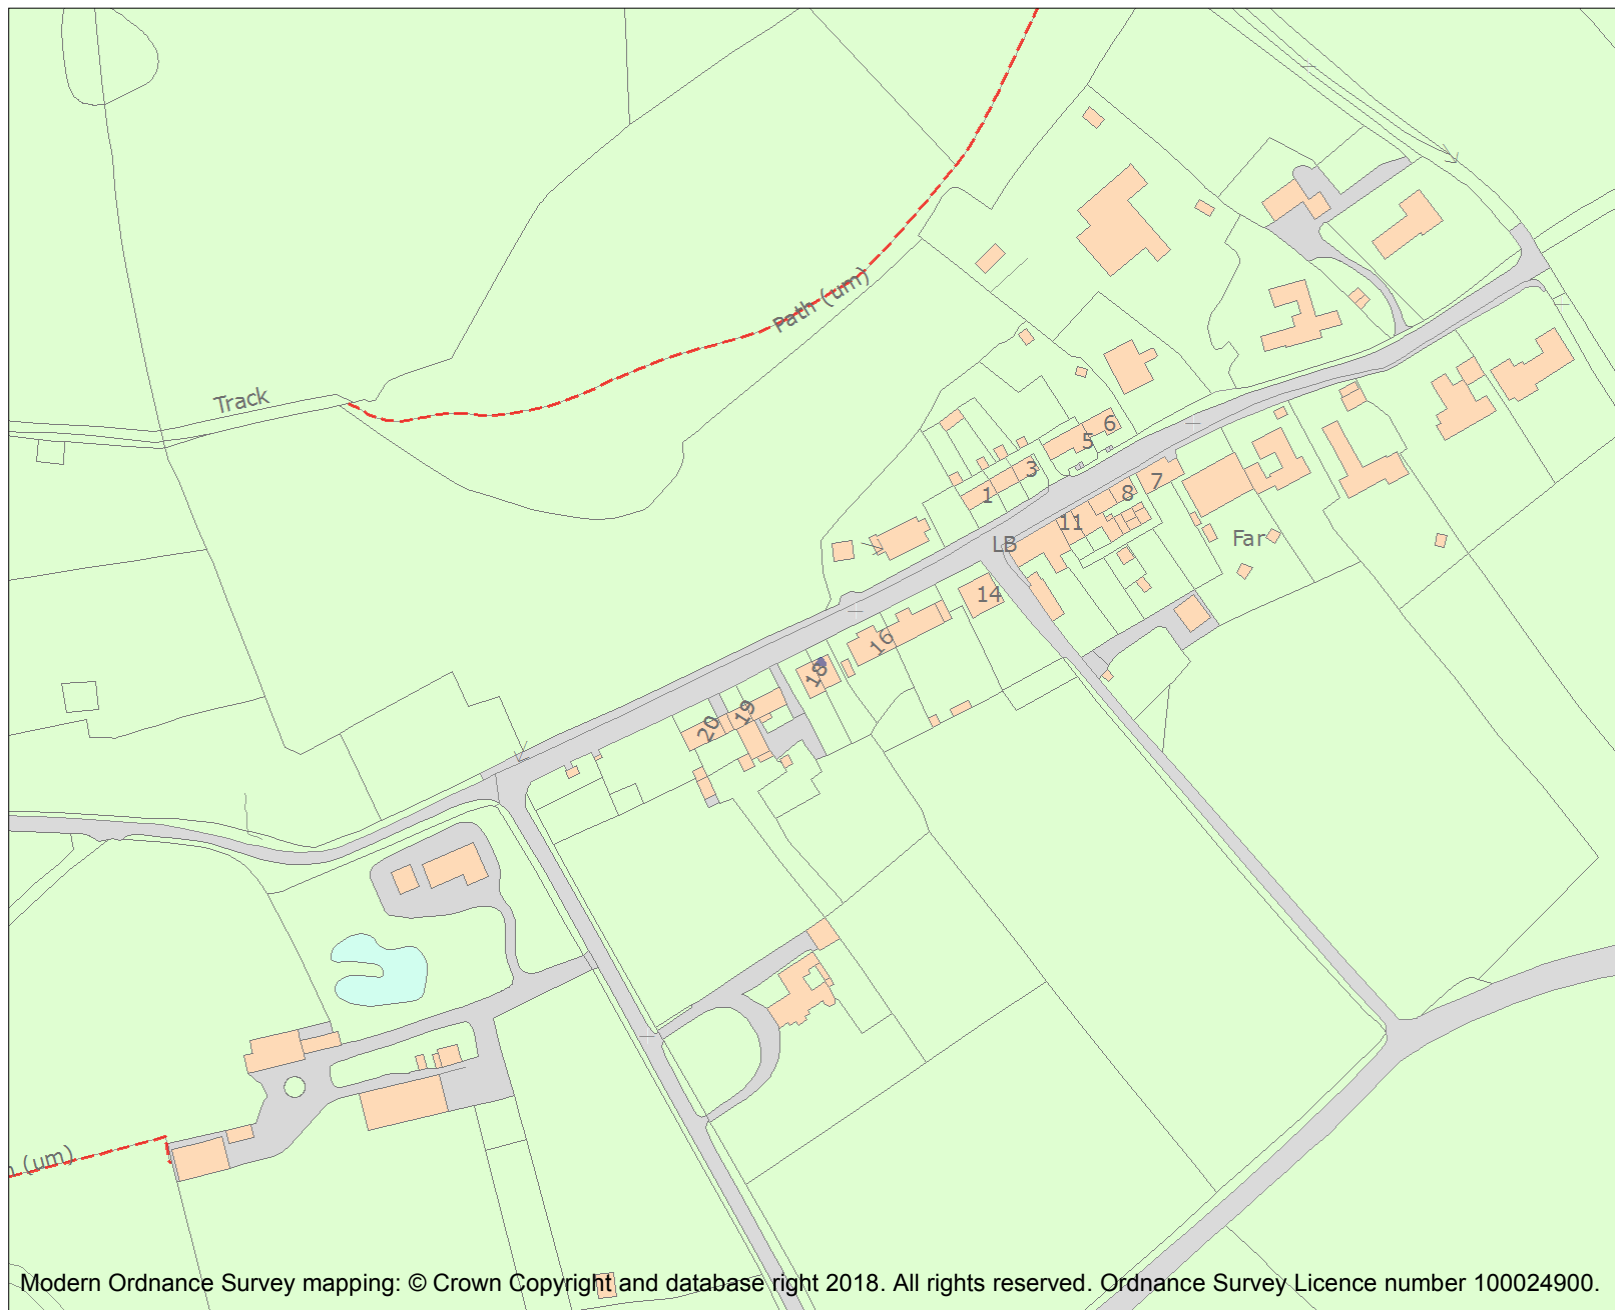 Path (um)
Track
6
5
3
1
7
8
11
Far
LB
14
16
18
19
20
(um)
Modern Ordnance Survey mapping: © Crown Copyright and database right 2018. All rights reserved. Ordnance Survey Licence number 100024900.